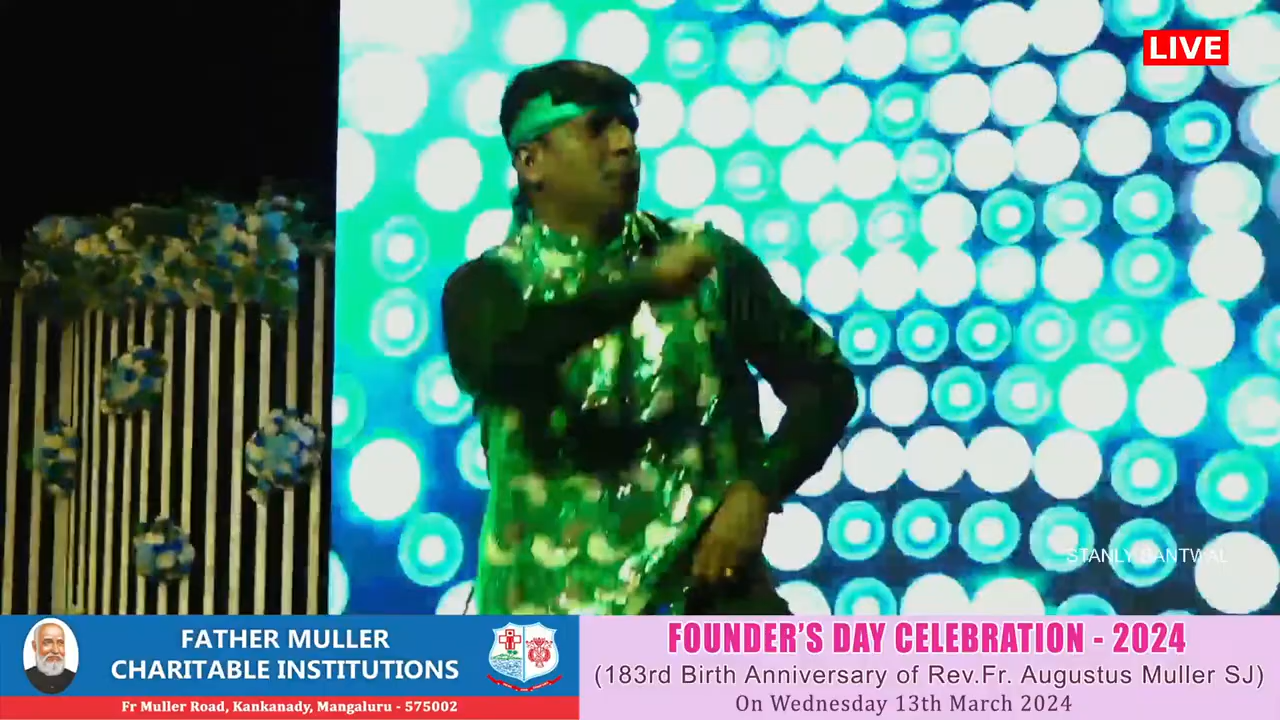 LIVE
STANLY BANTWAL
FATHER MULLER
CHARITABLE INSTITUTIONS
Fr Muller Road, Kankanady, Mangaluru - 575002
FOUNDER'S DAY CELEBRATION - 2024
(183rd Birth Anniversary of Rev.Fr. Augustus Muller SJ)
On Wednesday 13th March 2024